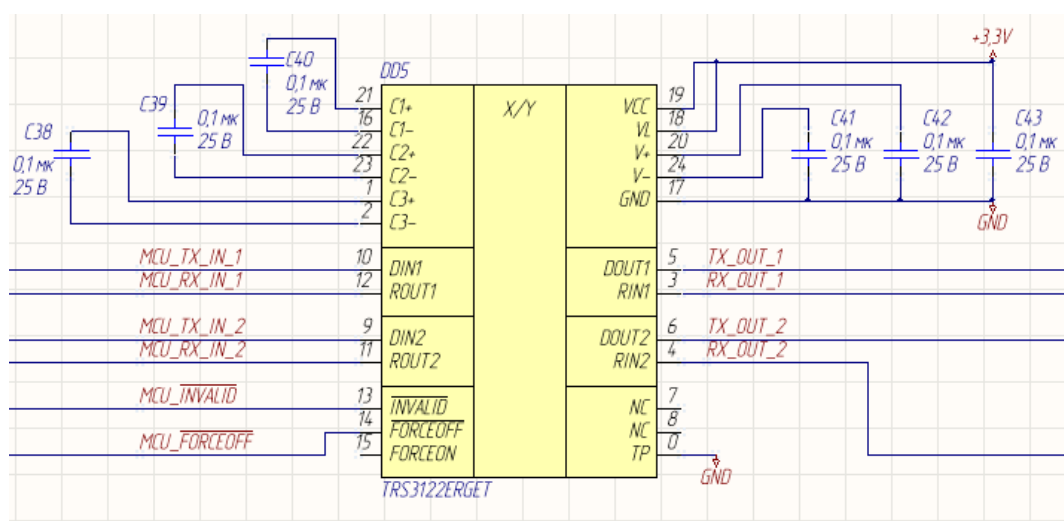 +3,3V
C40
0,1 мк
25 В
DD5
C39
0,1 мк
25 В
C38
0,1 мк
25 В
21 C1+ X/Y VCC 19
16 C1- VL 18
22 C2+ V+ 20
23 C2- V- 24
1 C3+ GND 17
2 C3-
C41
0,1 мк
25 В
C42
0,1 мк
25 В
C43
0,1 мк
25 В
GND
MCU_TX_IN_1 10 DIN1 DOUT1 5 TX_OUT_1
MCU_RX_IN_1 12 ROUT1 RIN1 3 RX_OUT_1
MCU_TX_IN_2 9 DIN2 DOUT2 6 TX_OUT_2
MCU_RX_IN_2 11 ROUT2 RIN2 4 RX_OUT_2
MCU_INVALID 13 INVALID NC 7
14 FORCEOFF NC 8
MCU_FORCEOFF 15 FORCEON TP 0
GND
TRS3122ERGET